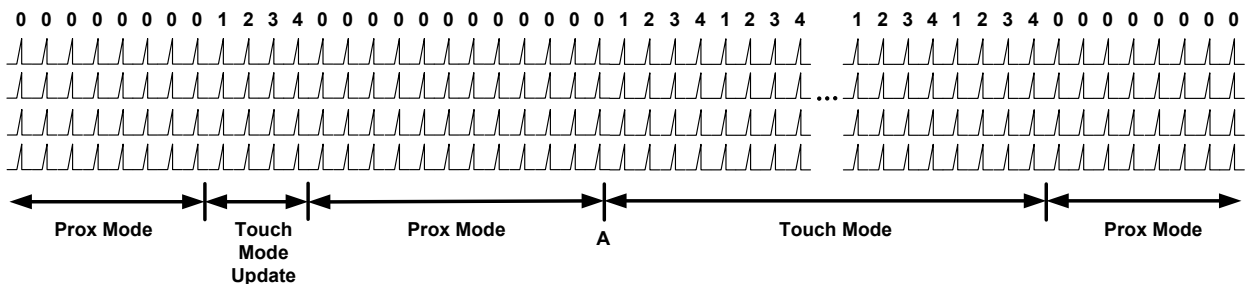 0 0 0 0 0 0 0 0 1 2 3 4 0 0 0 0 0 0 0 0 0 0 0 0 1 2 3 4 1 2 3 4 1 2 3 4 1 2 3 4 0 0 0 0 0 0 0 0
...
Prox Mode
Touch
Mode
Update
Prox Mode
A
Touch Mode
Prox Mode